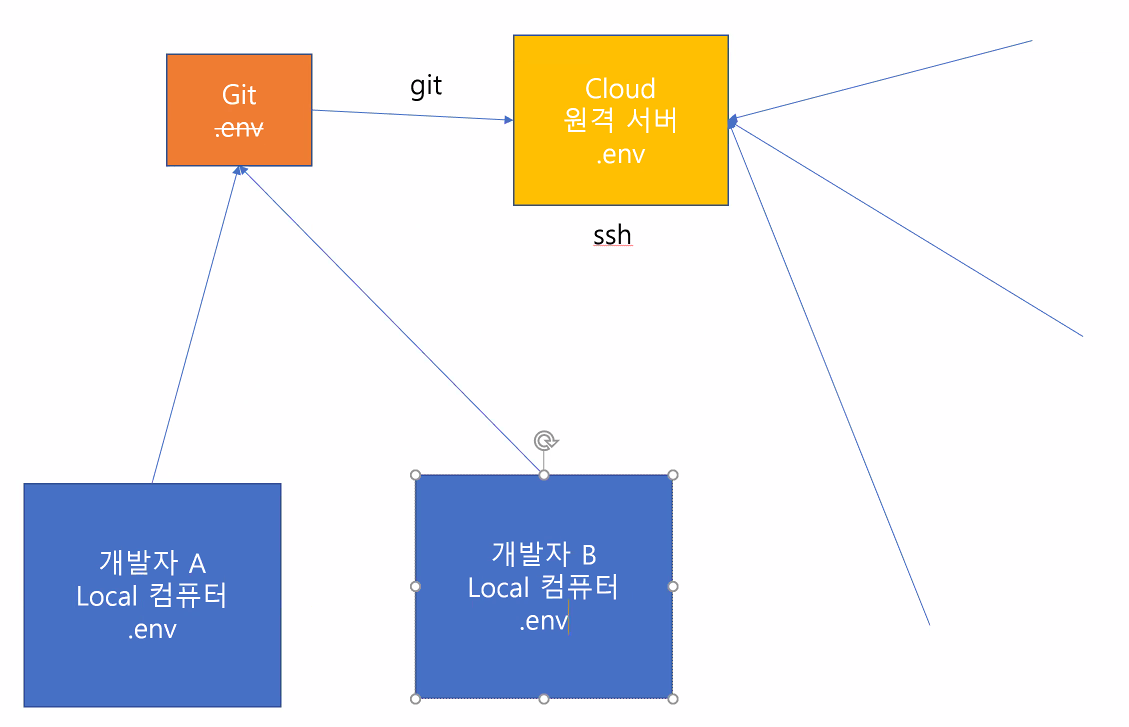 Git
.env
git
Cloud
원격 서버
.env
ssh
개발자 A
Local 컴퓨터
.env
개발자 B
Local 컴퓨터
.env